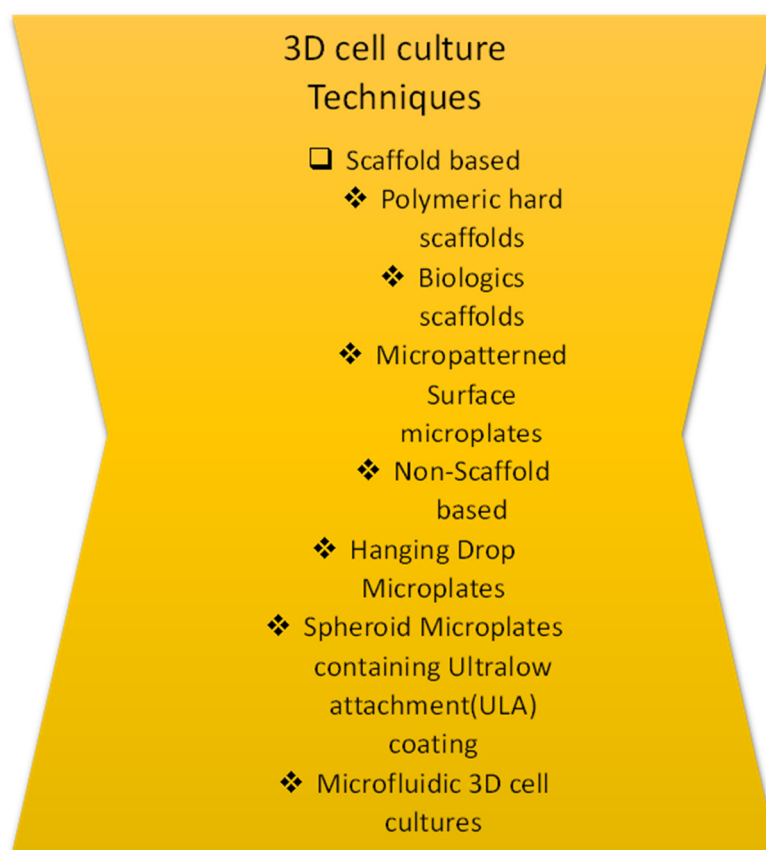 3D cell culture
Techniques
❑ Scaffold based
❖ Polymeric hard
scaffolds
❖ Biologics
scaffolds
❖ Micropatterned
Surface
microplates
❖ Non-Scaffold
based
❖ Hanging Drop
Microplates
❖ Spheroid Microplates
containing Ultralow
attachment(ULA)
coating
❖ Microfluidic 3D cell
cultures